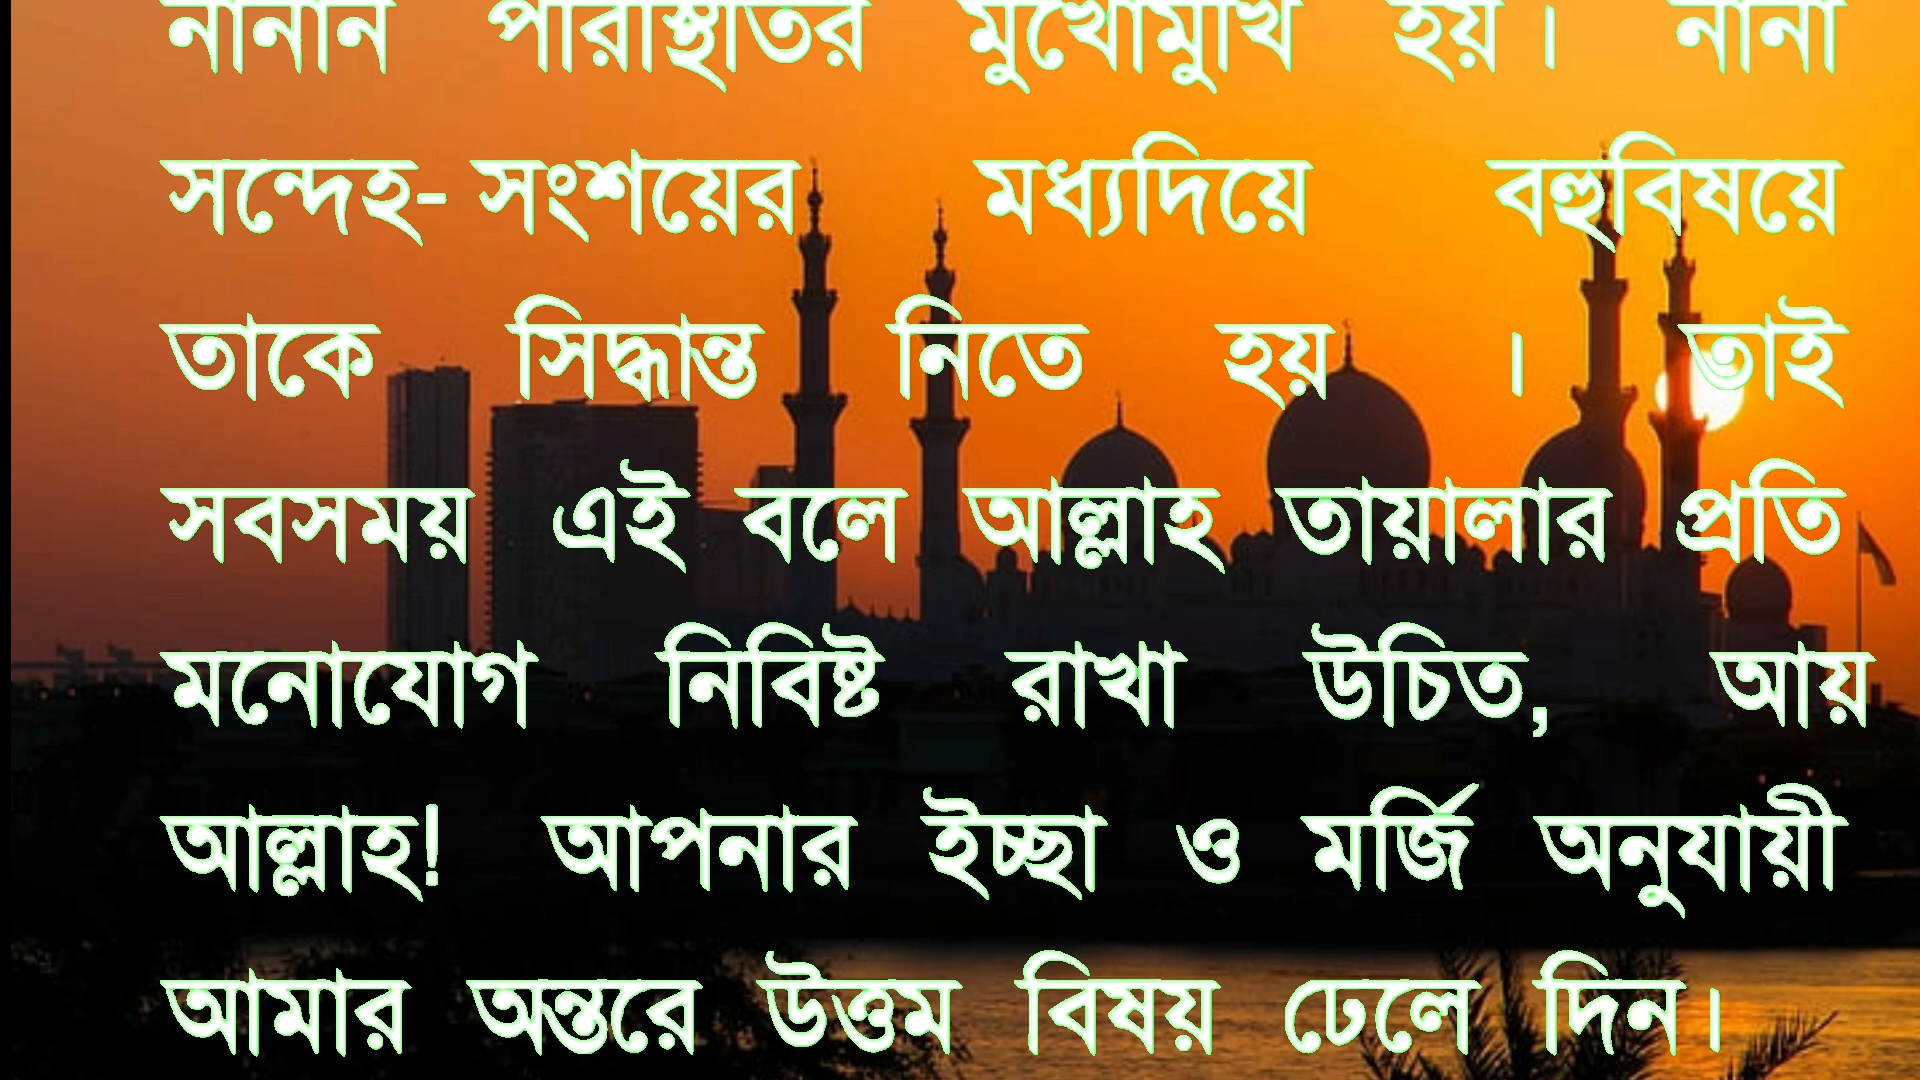 নানান পরিস্থিতির মুখোমুখি হয়। নানা
সন্দেহ- সংশয়ের মধ্যদিয়ে বহুবিষয়ে
তাকে সিদ্ধান্ত নিতে হয় । তাই
সবসময় এই বলে আল্লাহ তায়ালার প্রতি
মনোযোগ নিবিষ্ট রাখা উচিত, আয়
আল্লাহ! আপনার ইচ্ছা ও মর্জি অনুযায়ী
আমার অন্তরে উত্তম বিষয় ঢেলে দিন।